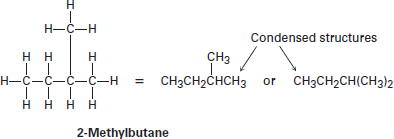 H
H–C–H
Condensed structures
H H CH3
H–C–C–C–C–H = CH3CH2CHCH3 or CH3CH2CH(CH3)2
H H H H
2-Methylbutane